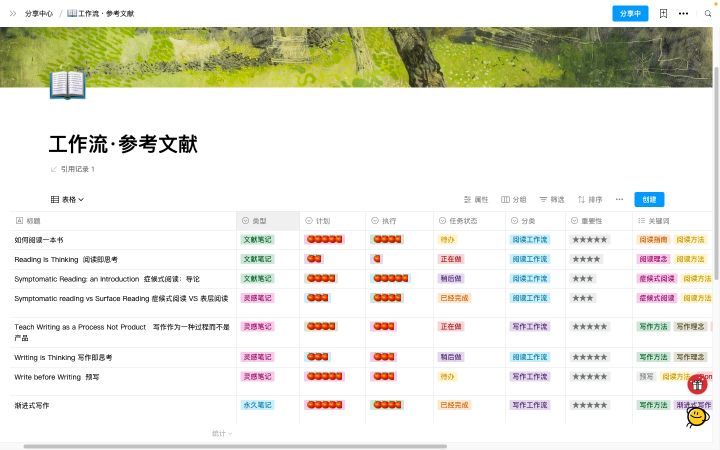 分享中心 / 工作流·参考文献 分享中
工作流·参考文献
引用记录 1
表格 属性 分组 筛选 排序 创建
标题 类型 计划 执行 任务状态 分类 重要性 关键词
如何阅读一本书 文献笔记 待办 阅读工作流 ★★★★★ 阅读指南 阅读方法
Reading Is Thinking 阅读即思考 文献笔记 正在做 阅读工作流 ★★★★ 阅读理念 阅读方法
Symptomatic Reading: an Introduction 症候式阅读：导论 文献笔记 稍后做 阅读工作流 ★★★ 症候式阅读 阅读方法
Symptomatic reading vs Surface Reading 症候式阅读 VS 表层阅读 灵感笔记 已经完成 阅读工作流 ★★★ 症候式阅读 阅读方法
Teach Writing as a Process Not Product 写作作为一种过程而不是 灵感笔记 正在做 写作工作流 ★★★★ 写作方法 写作理念
产品
Writing is Thinking 写作即思考 灵感笔记 稍后做 阅读工作流 ★★★★ 写作方法 写作理念
Write before Writing 预写 灵感笔记 待办 写作工作流 ★★★★ 预写 阅读方法
渐进式写作 永久笔记 已经完成 写作工作流 ★★★★★ 写作方法 渐进式写作
统计